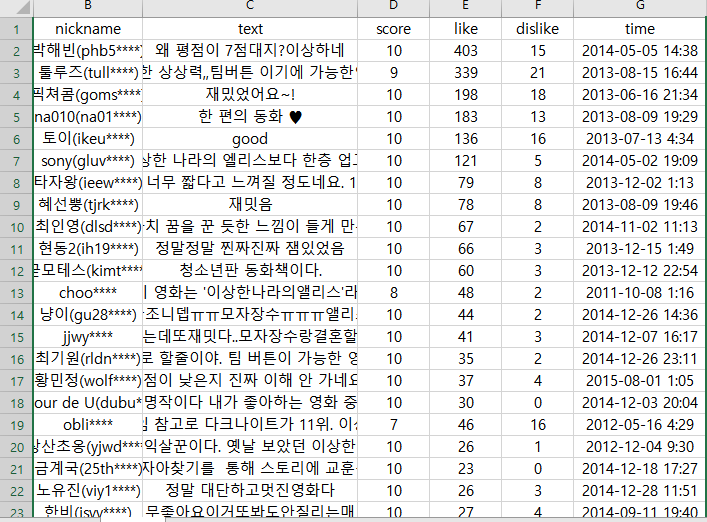 B C D E F G
1 nickname text score like dislike time
2 박해빈(phb5****) 왜 평점이 7점대지?이상하네 10 403 15 2014-05-05 14:38
3 툴루즈(tull****) 한 상상력,,팀버튼 이기에 가능한 9 339 21 2013-08-15 16:44
4 픽쳐콤(goms****) 재밌었어요~! 10 198 18 2013-06-16 21:34
5 na010(na01****) 한 편의 동화 ♥ 10 183 13 2013-08-09 19:29
6 토이(ikeu****) good 10 136 16 2013-07-13 4:34
7 sony(gluv****) 상한 나라의 엘리스보다 한층 업 10 121 5 2014-05-02 19:09
8 타자왕(ieew****) 너무 짧다고 느껴질 정도네요. 1 10 79 8 2013-12-02 1:13
9 혜선뿅(tjrk****) 재밋음 10 78 8 2013-08-09 19:46
10 최인영(dlsd****) 치 꿈을 꾼 듯한 느낌이 들게 만 10 67 2 2014-11-02 11:13
11 현동2(ih19****) 정말정말 찐짜진짜 잼있었음 10 66 3 2013-12-15 1:49
12 모테스(kimt**** 청소년판 동화책이다. 10 60 3 2013-12-12 22:54
13 choo**** 영화는 '이상한나라의앨리스'라 8 48 2 2011-10-08 1:16
14 냥이(gu28****) 조니뎁ㅠㅠ모자장수ㅠㅠㅠ앨리 10 44 2 2014-12-26 14:36
15 jjwy**** 는데또재밋다..모자장수랑결혼할 10 41 3 2014-12-07 16:17
16 최기원(rldn****) 로 할줄이야. 팀 버튼이 가능한 영 10 35 2 2014-12-26 23:11
17 황민정(wolf****) 점이 낮은지 진짜 이해 안 가네요 10 37 4 2015-08-01 1:05
18 our de U(dubu* 명작이다 내가 좋아하는 영화 중 10 30 0 2014-12-03 20:04
19 obli**** 참고로 다크나이트가 11위. 이상 7 46 16 2012-05-16 4:29
20 산초옹(yjwd**** 익살꾼이다. 옛날 보았던 이상한 10 26 1 2012-12-04 9:30
21 금계국(25th****) 자아찾기를 통해 스토리에 교훈 10 23 0 2014-12-18 17:27
22 노유진(viy1****) 정말 대단하고멋진영화다 10 26 3 2014-12-28 11:51
23 한비(isyy****) 무좋아요이거또봐도안질리는매 10 27 4 2014-09-11 19:40